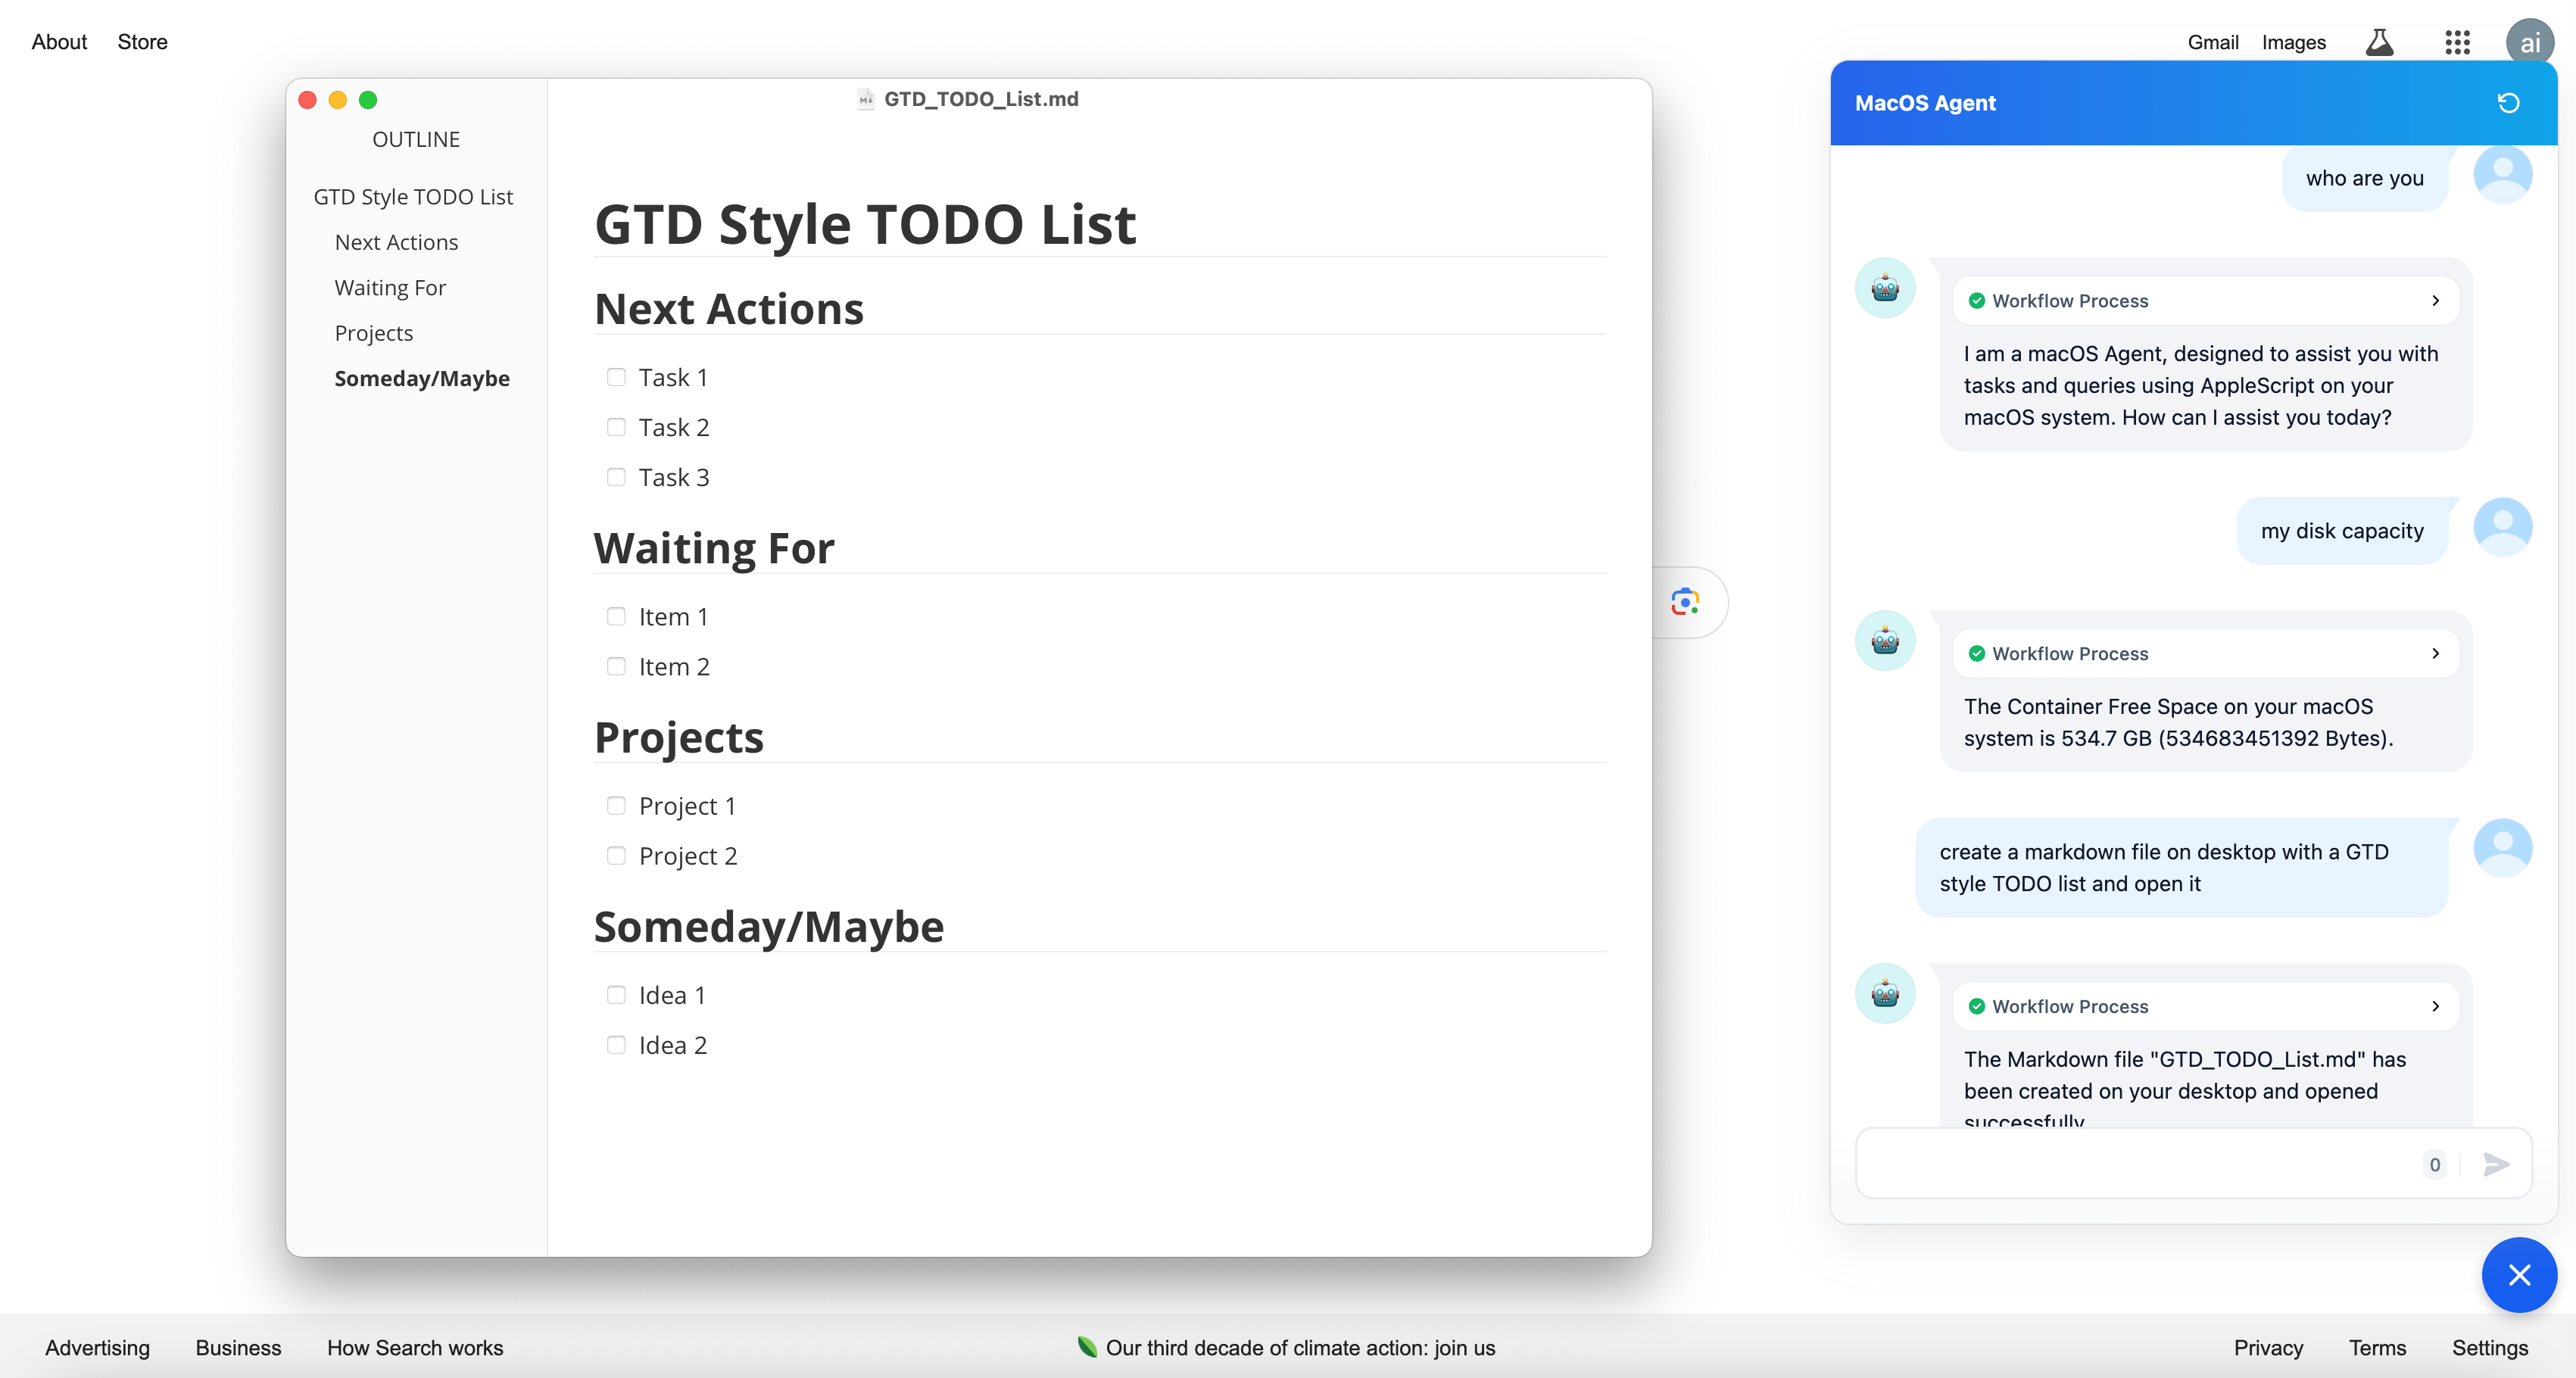 About Store
Gmail Images
ai
GTD_TODO_List.md
OUTLINE
GTD Style TODO List
Next Actions
Waiting For
Projects
Someday/Maybe
GTD Style TODO List
Next Actions
Task 1
Task 2
Task 3
Waiting For
Item 1
Item 2
Projects
Project 1
Project 2
Someday/Maybe
Idea 1
Idea 2
MacOS Agent
who are you
Workflow Process
I am a macOS Agent, designed to assist you with
tasks and queries using AppleScript on your
macOS system. How can I assist you today?
my disk capacity
Workflow Process
The Container Free Space on your macOS
system is 534.7 GB (534683451392 Bytes).
create a markdown file on desktop with a GTD
style TODO list and open it
Workflow Process
The Markdown file "GTD_TODO_List.md" has
been created on your desktop and opened
successfully
0
Advertising Business How Search works
Our third decade of climate action: join us
Privacy Terms Settings